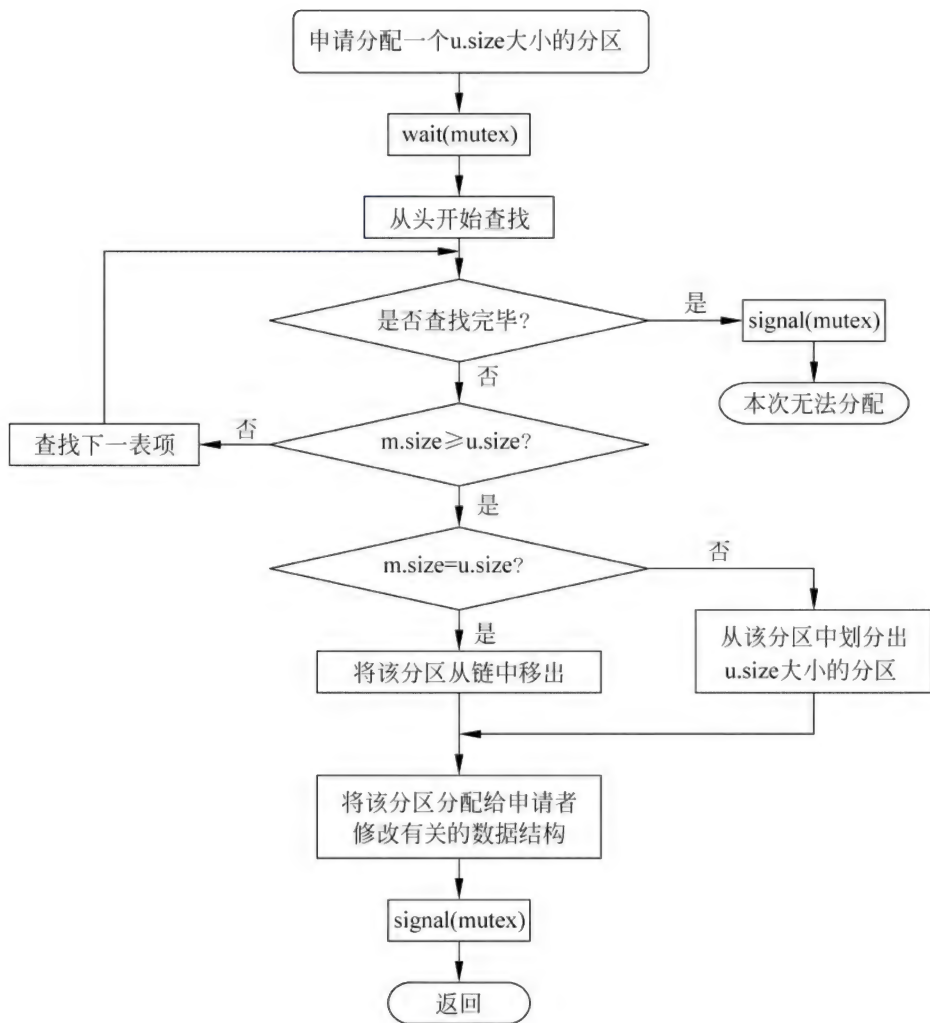 申请分配一个u.size大小的分区
wait(mutex)
从头开始查找
是否查找完毕?
是
signal(mutex)
本次无法分配
否
m.size≥u.size?
否
查找下一表项
是
m.size=u.size?
否
从该分区中划分出
u.size大小的分区
是
将该分区从链中移出
将该分区分配给申请者
修改有关的数据结构
signal(mutex)
返回